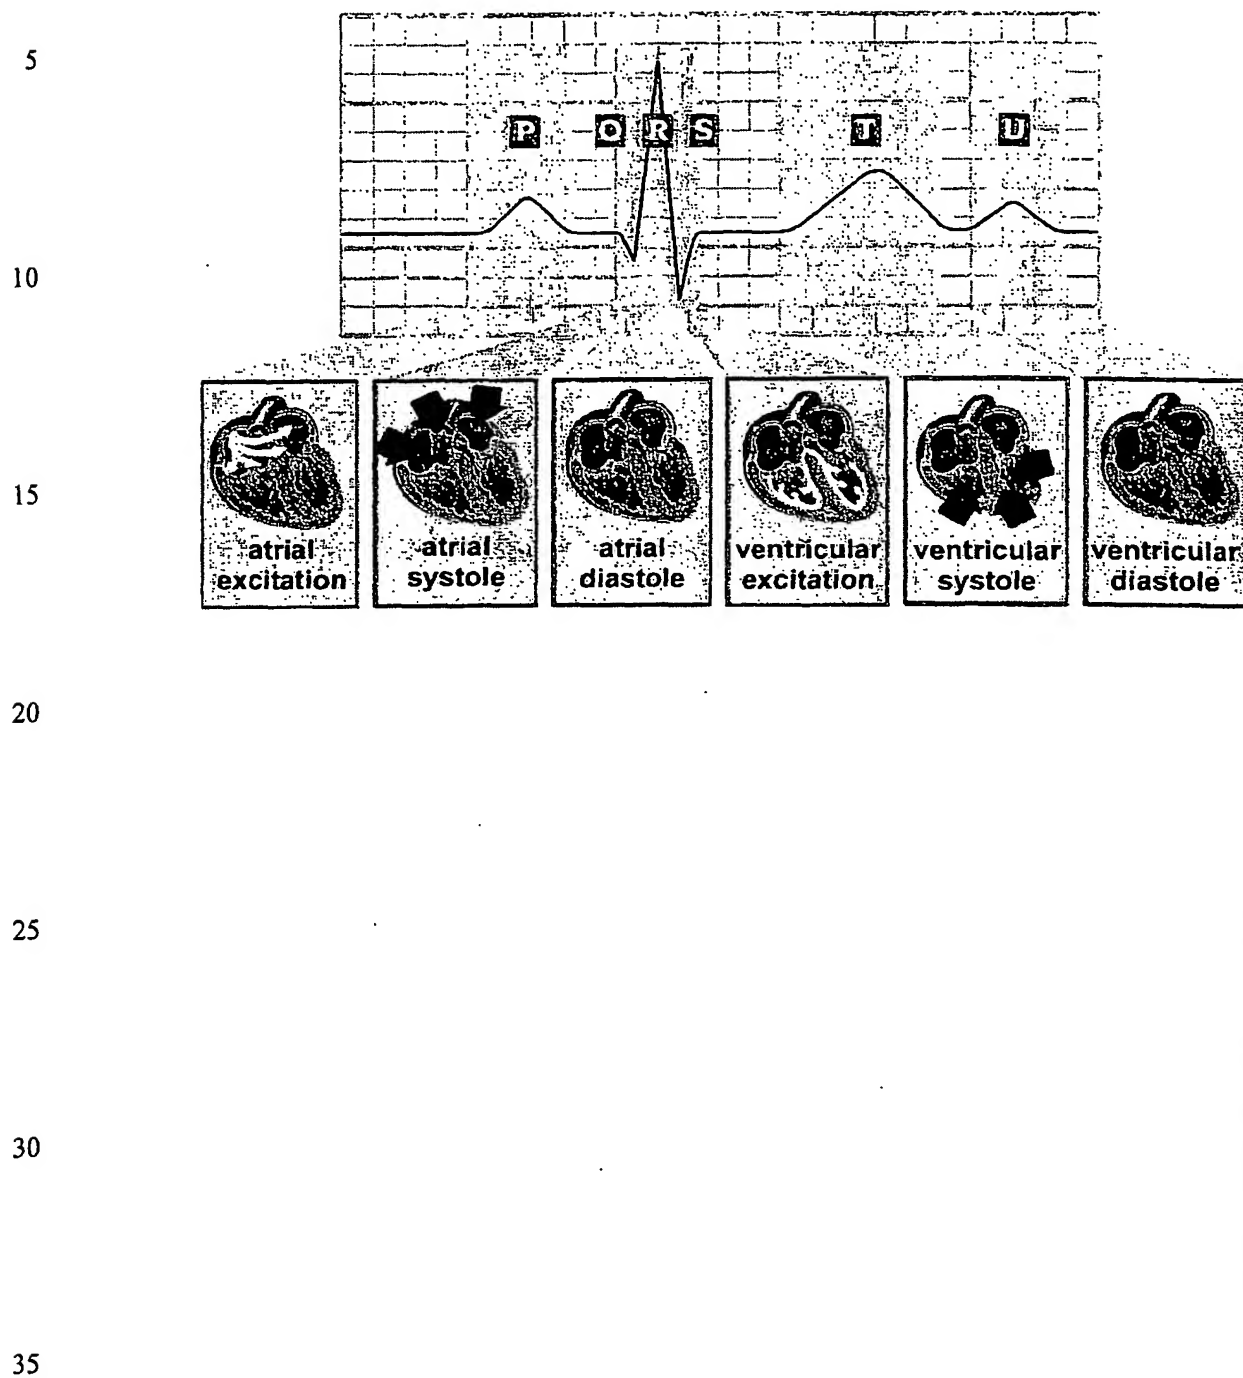 5
P Q R S T U
10
15
atrial excitation
atrial systole
atrial diastole
ventricular excitation
ventricular systole
ventricular diastole
20
25
30
35